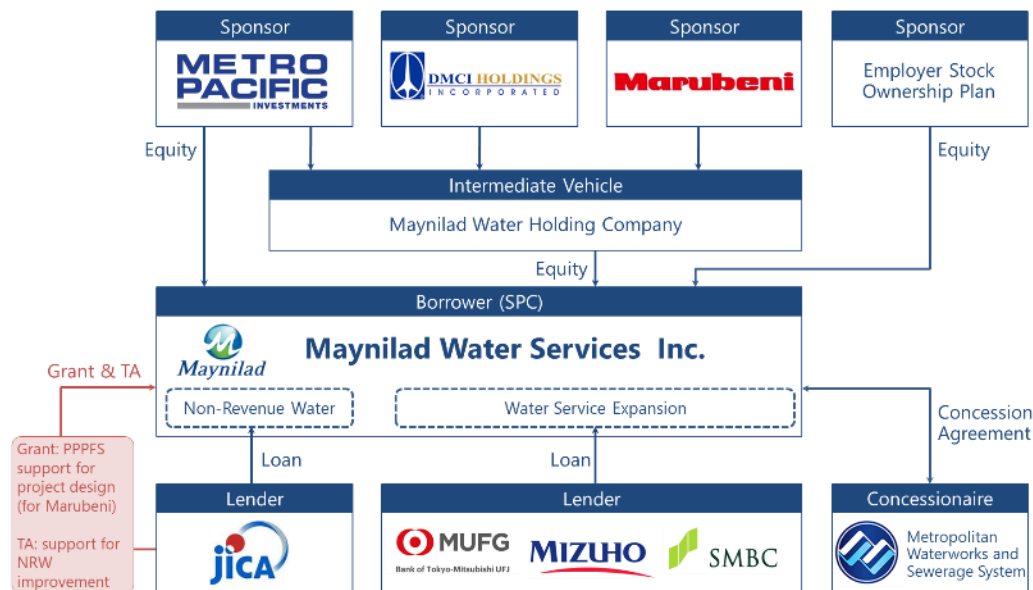 Sponsor
METRO
PACIFIC
INVESTMENTS
Sponsor
DMCI HOLDINGS
INCORPORATED
Sponsor
Marubeni
Sponsor
Employer Stock
Ownership Plan
Equity
Equity
Intermediate Vehicle
Maynilad Water Holding Company
Equity
Borrower (SPC)
Maynilad
Maynilad Water Services Inc.
Non-Revenue Water
Water Service Expansion
Grant & TA
Grant: PPPFS
support for
project design
(for Marubeni)
TA: support for
NRW
improvement
Loan
Loan
Concession
Agreement
Lender
jICA
Lender
MUFG
Bank of Tokyo-Mitsubishi UFJ
MIZUHO
SMBC
Concessionaire
Metropolitan
Waterworks and
Sewerage System